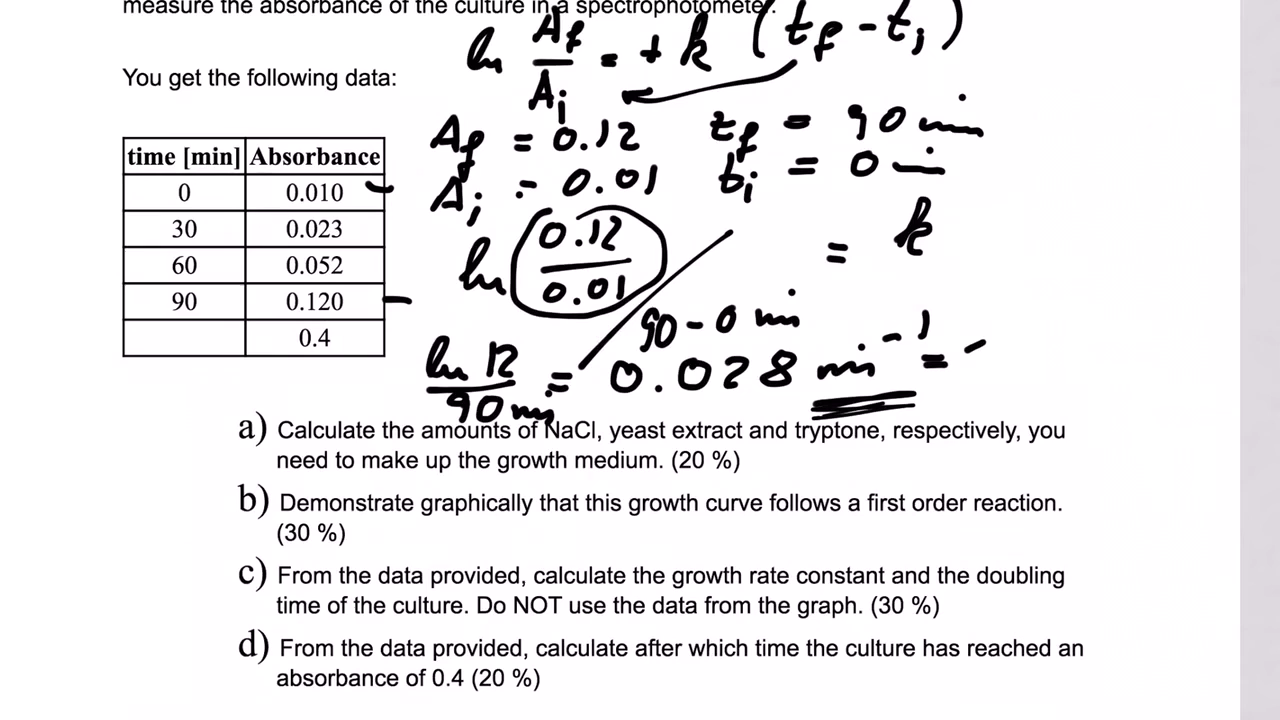 measure the absorbance of the culture in a spectrophotometer.
ln Af/Ai = + k (tf - ti)
You get the following data:
Af = 0.12 tf = 90 min
Ai = 0.01 ti = 0 min
time [min] Absorbance
0 0.010
30 0.023
60 0.052
90 0.120
0.4
ln 0.12/0.01 / 90 - 0 min = k
ln 12/90 min = 0.028 min-1 =
a) Calculate the amounts of NaCl, yeast extract and tryptone, respectively, you
need to make up the growth medium. (20 %)
b) Demonstrate graphically that this growth curve follows a first order reaction.
(30 %)
c) From the data provided, calculate the growth rate constant and the doubling
time of the culture. Do NOT use the data from the graph. (30 %)
d) From the data provided, calculate after which time the culture has reached an
absorbance of 0.4 (20 %)